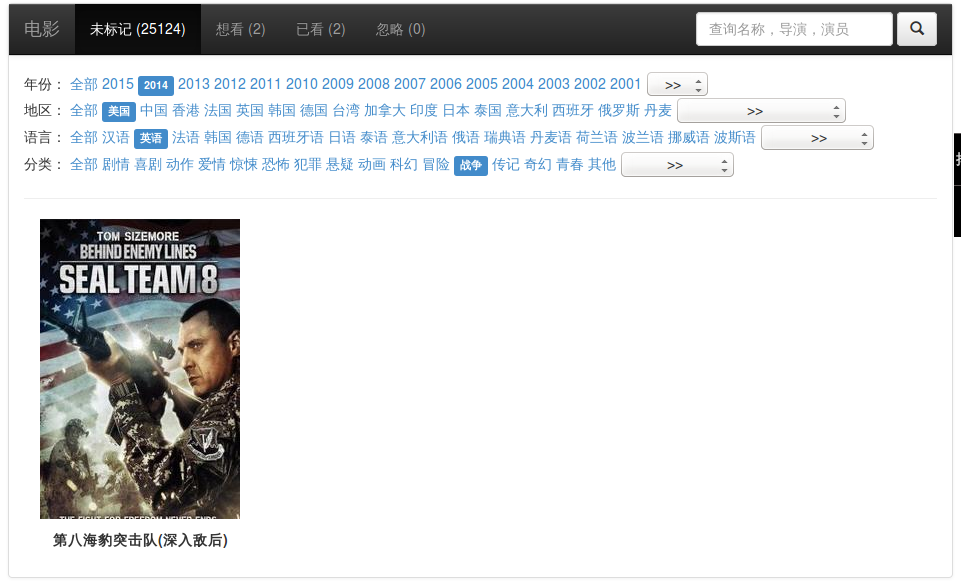 电影 未标记 (25124) 想看 (2) 已看 (2) 忽略 (0) 查询名称，导演，演员
年份： 全部 2015 2014 2013 2012 2011 2010 2009 2008 2007 2006 2005 2004 2003 2002 2001 >>
地区： 全部 美国 中国 香港 法国 英国 韩国 德国 台湾 加拿大 印度 日本 泰国 意大利 西班牙 俄罗斯 丹麦 >>
语言： 全部 汉语 英语 法语 韩国 德语 西班牙语 日语 泰语 意大利语 俄语 瑞典语 丹麦语 荷兰语 波兰语 挪威语 波斯语 >>
分类： 全部 剧情 喜剧 动作 爱情 惊悚 恐怖 犯罪 悬疑 动画 科幻 冒险 战争 传记 奇幻 青春 其他 >>
TOM SIZEMORE
BEHIND ENEMY LINES
SEAL TEAM 8
THE FIGHT FOR FREEDOM NEVER ENDS
第八海豹突击队(深入敌后)